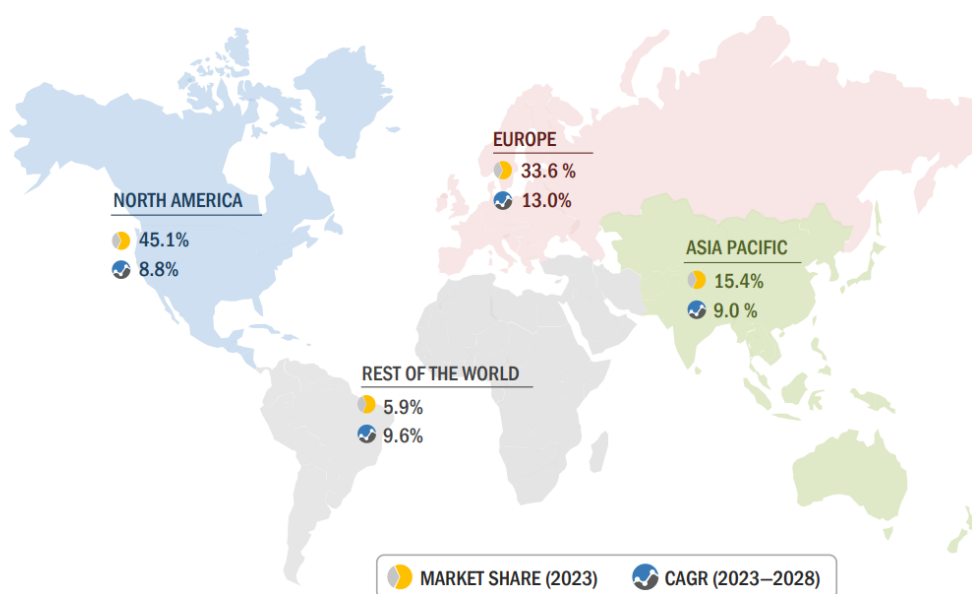 EUROPE
33.6 %
13.0%
NORTH AMERICA
45.1%
8.8%
ASIA PACIFIC
15.4%
9.0 %
REST OF THE WORLD
5.9%
9.6%
MARKET SHARE (2023) CAGR (2023—2028)